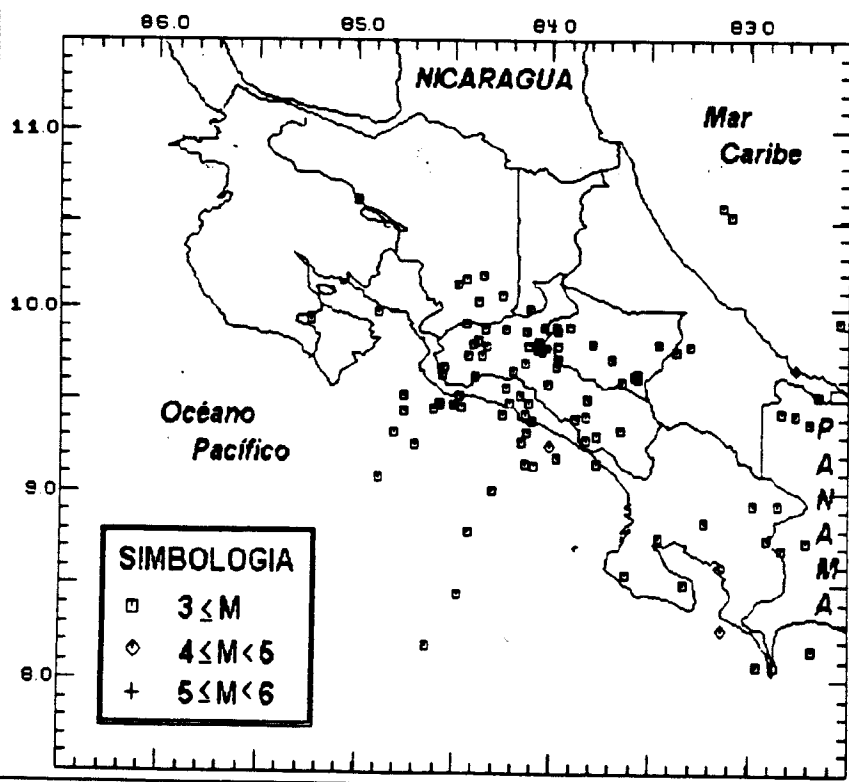 86.0 85.0 84.0 83.0
NICARAGUA
11.0
Mar
Caribe
10.0
Océano
Pacífico
PANAMA
9.0
SIMBOLOGIA
3 ≤ M
4 ≤ M < 5
5 ≤ M < 6
8.0